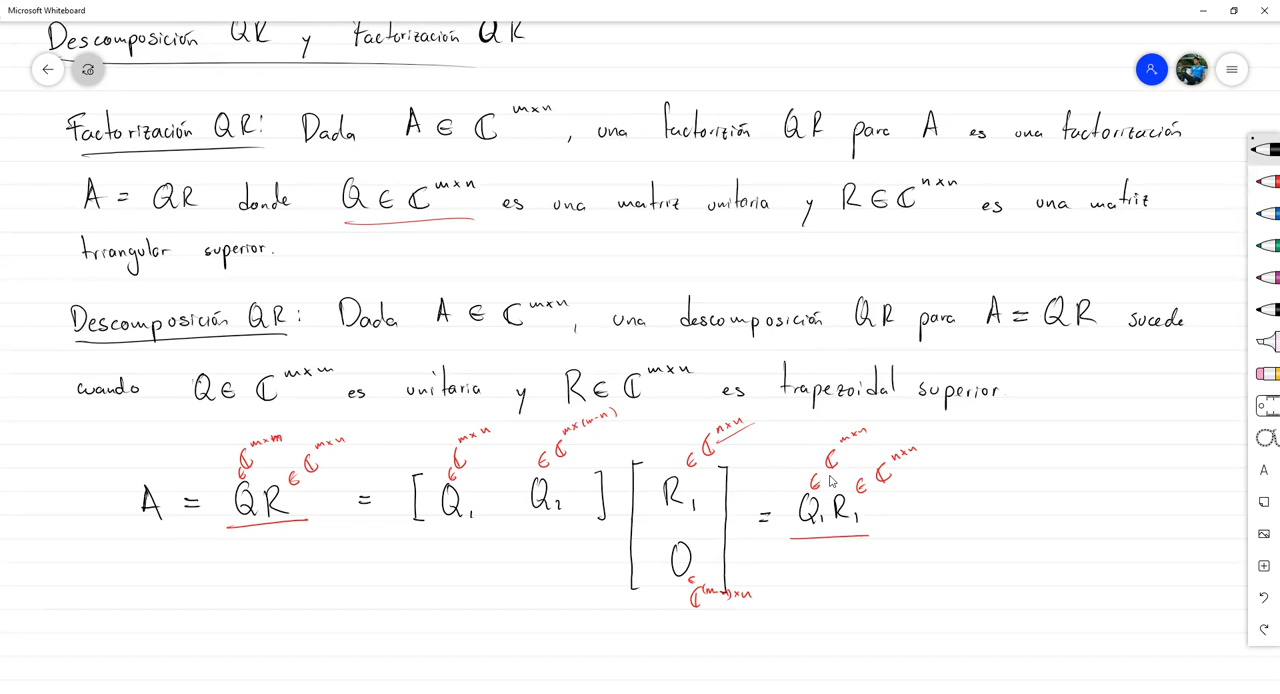 Microsoft Whiteboard
Descomposición QR y Factorización QR
Factorización QR: Dada A ∈ ℂ^{m×n}, una factorizión QR para A es una factorización
A = QR donde Q ∈ ℂ^{m×n} es una matriz unitaria y R ∈ ℂ^{n×n} es una matriz
triangular superior.
Descomposición QR: Dada A ∈ ℂ^{m×n}, una descomposición QR para A = QR sucede
cuando Q ∈ ℂ^{m×m} es unitaria y R ∈ ℂ^{m×n} es trapezoidal superior.
∈ ℂ^{m×m} ∈ ℂ^{m×n} ∈ ℂ^{m×n} ∈ ℂ^{m×(m-n)} ∈ ℂ^{n×n} ∈ ℂ^{m×n} ∈ ℂ^{n×n}
A = QR = [Q₁ Q₂] [R₁ 0] = Q₁R₁
∈ ℂ^{(m-n)×n}
A